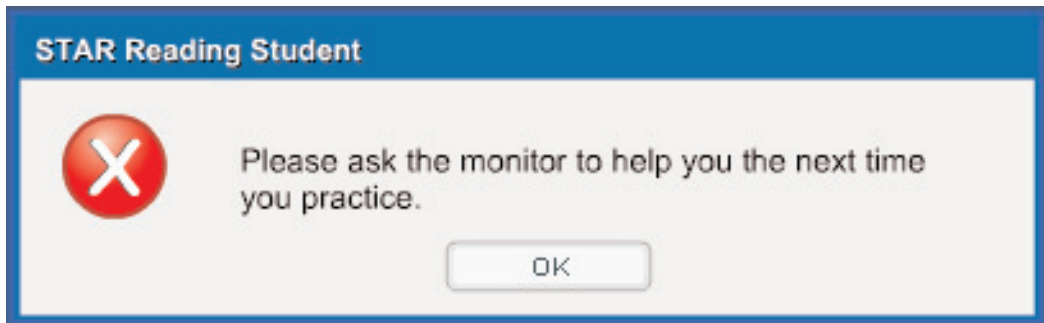 STAR Reading Student
Please ask the monitor to help you the next time
you practice.
OK